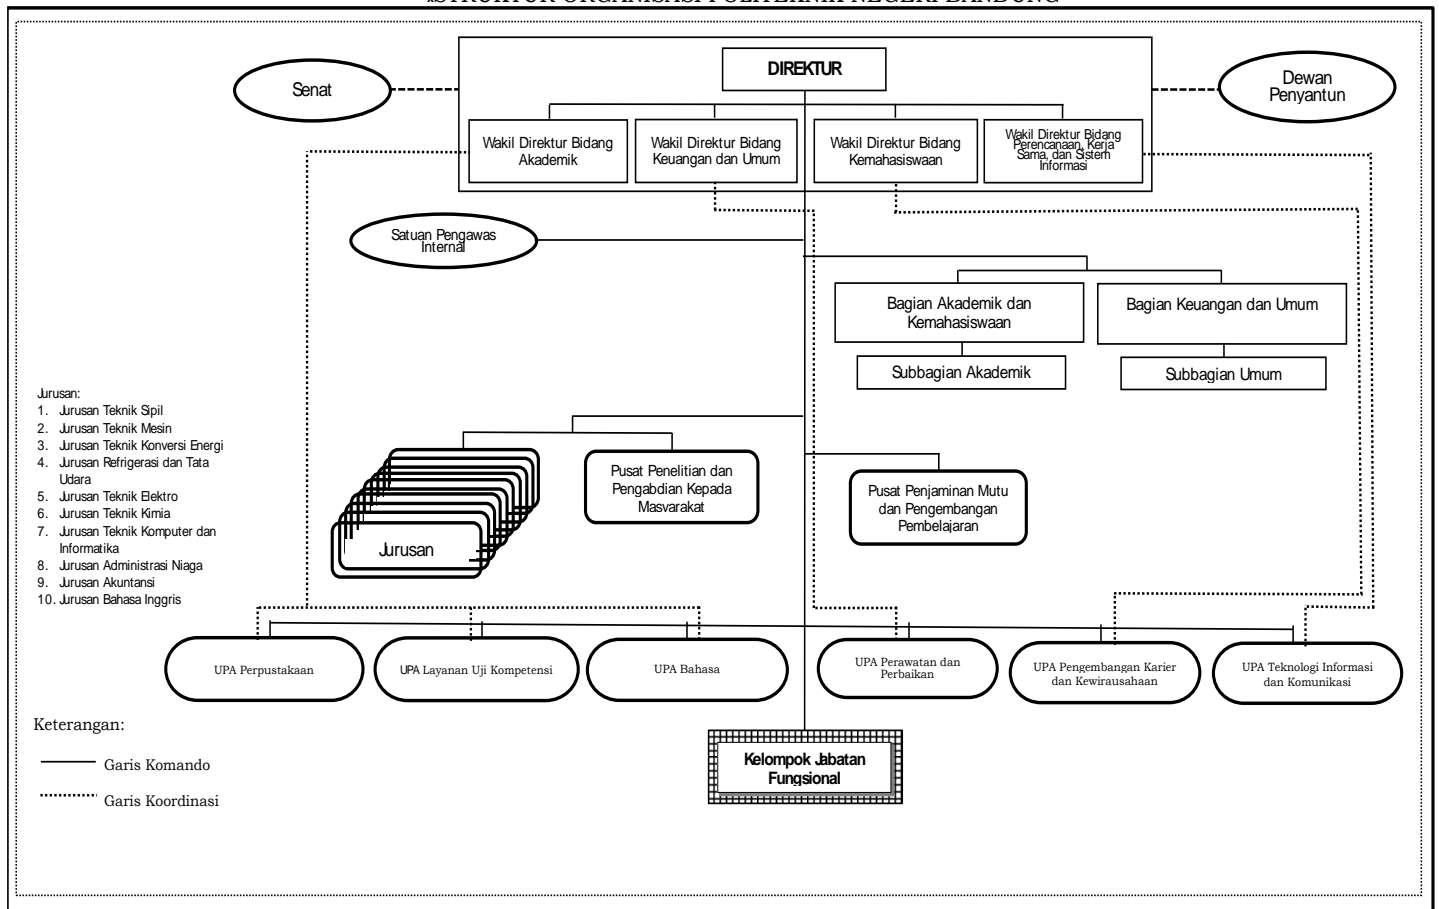 STRUKTUR ORGANISASI POLITEKNIK NEGERI BANDUNG
DIREKTUR
Senat
Dewan
Penyantun
Wakil Direktur Bidang
Akademik
Wakil Direktur Bidang
Keuangan dan Umum
Wakil Direktur Bidang
Kemahasiswaan
Wakil Direktur Bidang
Perencanaan, Kerja
Sama, dan Sistem
Informasi
Satuan Pengawas
Internal
Bagian Akademik dan
Kemahasiswaan
Bagian Keuangan dan Umum
Subbagian Akademik
Subbagian Umum
Jurusan:
1. Jurusan Teknik Sipil
2. Jurusan Teknik Mesin
3. Jurusan Teknik Konversi Energi
4. Jurusan Refrigerasi dan Tata
Udara
5. Jurusan Teknik Elektro
6. Jurusan Teknik Kimia
7. Jurusan Teknik Komputer dan
Informatika
8. Jurusan Administrasi Niaga
9. Jurusan Akuntansi
10. Jurusan Bahasa Inggris
Jurusan
Pusat Penelitian dan
Pengabdian Kepada
Masyarakat
Pusat Penjaminan Mutu
dan Pengembangan
Pembelajaran
UPA Perpustakaan
UPA Layanan Uji Kompetensi
UPA Bahasa
UPA Perawatan dan
Perbaikan
UPA Pengembangan Karier
dan Kewirausahaan
UPA Teknologi Informasi
dan Komunikasi
Keterangan:
Garis Komando
Garis Koordinasi
Kelompok Jabatan
Fungsional